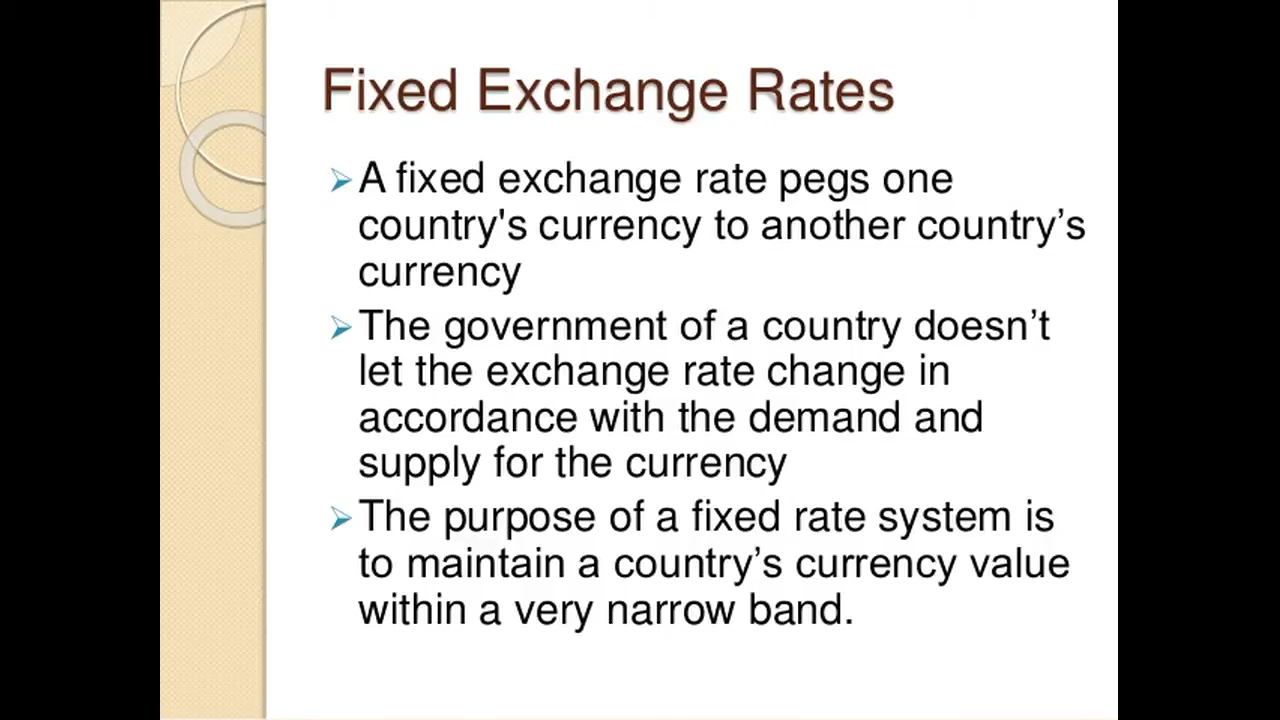 Fixed Exchange Rates
➢A fixed exchange rate pegs one
country's currency to another country’s
currency
➢The government of a country doesn’t
let the exchange rate change in
accordance with the demand and
supply for the currency
➢The purpose of a fixed rate system is
to maintain a country’s currency value
within a very narrow band.